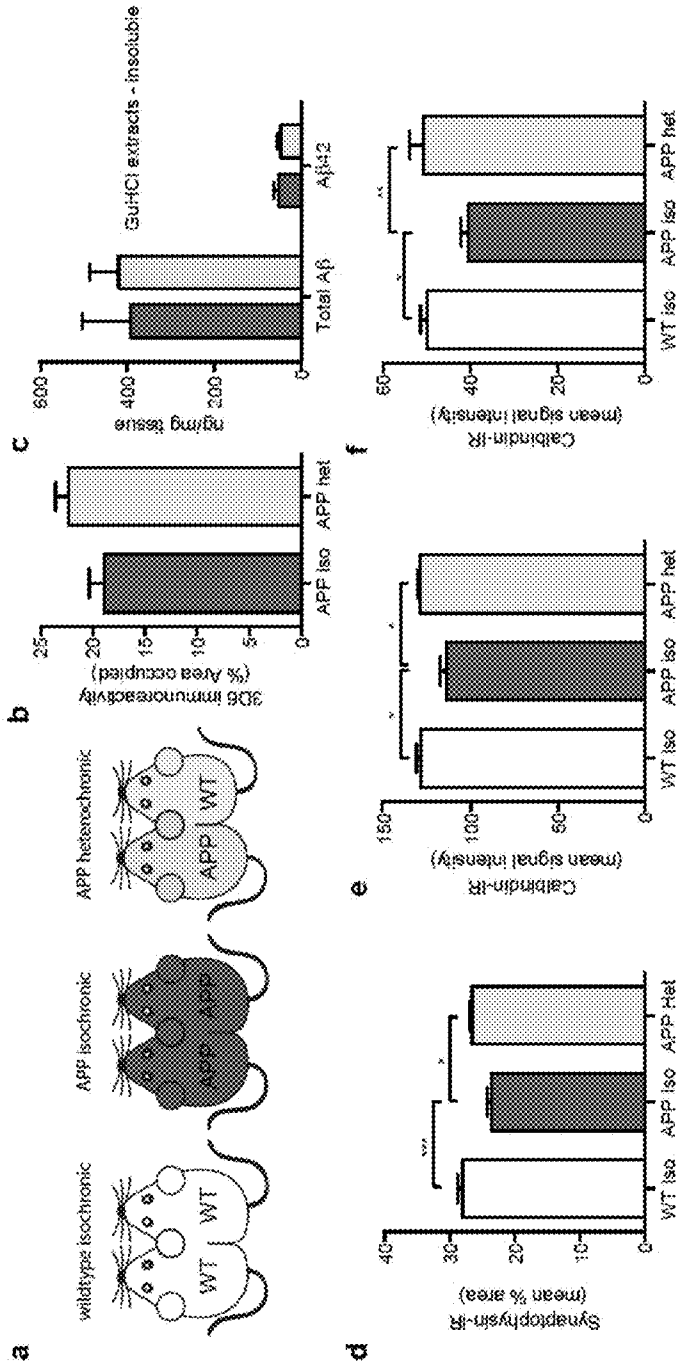 a
wildtype isochronic
APP isochronic
APP heterochronic
WT
WT
APP
APP
APP
WT
b
3D6 immunoreactivity
(% Area occupied)
25
20
15
10
5
0
APP iso
APP het
c
ng/mg tissue
600
400
200
0
GuHCl extracts - insoluble
Total Aβ
Aβ42
d
Synaptophysin-IR
(mean % area)
40
30
20
10
0
WT Iso
APP Iso
APP Het
e
Calbindin-IR
(mean signal intensity)
150
100
50
0
WT iso
APP iso
APP het
f
Calbindin-IR
(mean signal intensity)
60
40
20
0
WT iso
APP iso
APP het